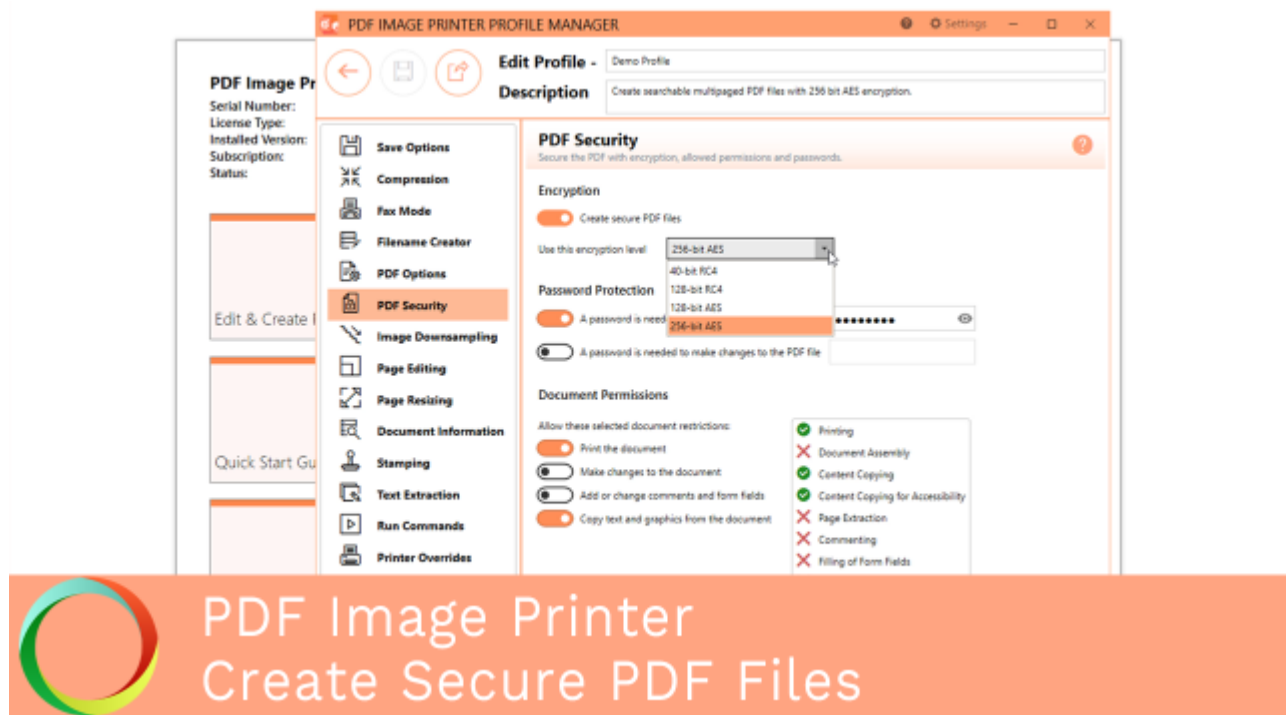 PDF IMAGE PRINTER PROFILE MANAGER
Settings
Edit Profile - Demo Profile
Description Create searchable multipaged PDF files with 256 bit AES encryption.
PDF Image Pr
Serial Number:
License Type:
Installed Version:
Subscription:
Status:
Edit & Create
Quick Start Gu
Save Options
Compression
Fax Mode
Filename Creator
PDF Options
PDF Security
Image Downsampling
Page Editing
Page Resizing
Document Information
Stamping
Text Extraction
Run Commands
Printer Overrides
PDF Security
Secure the PDF with encryption, allowed permissions and passwords.
Encryption
Create secure PDF files
Use this encryption level 256-bit AES
40-bit RC4
128-bit RC4
128-bit AES
256-bit AES
Password Protection
A password is need
A password is needed to make changes to the PDF file
Document Permissions
Allow these selected document restrictions:
Print the document
Make changes to the document
Add or change comments and form fields
Copy text and graphics from the document
Printing
Document Assembly
Content Copying
Content Copying for Accessibility
Page Extraction
Commenting
Filling of Form Fields
PDF Image Printer
Create Secure PDF Files